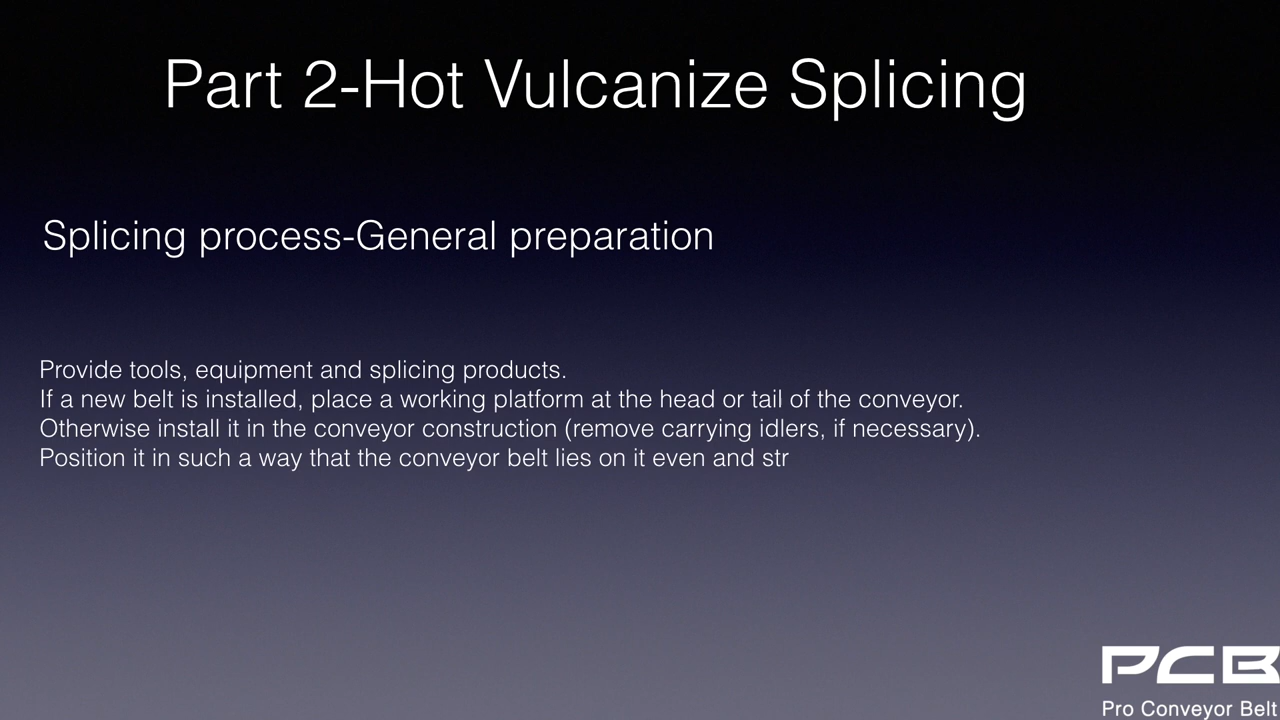 Part 2-Hot Vulcanize Splicing
Splicing process-General preparation
Provide tools, equipment and splicing products.
If a new belt is installed, place a working platform at the head or tail of the conveyor.
Otherwise install it in the conveyor construction (remove carrying idlers, if necessary).
Position it in such a way that the conveyor belt lies on it even and str
PCB
Pro Conveyor Belt